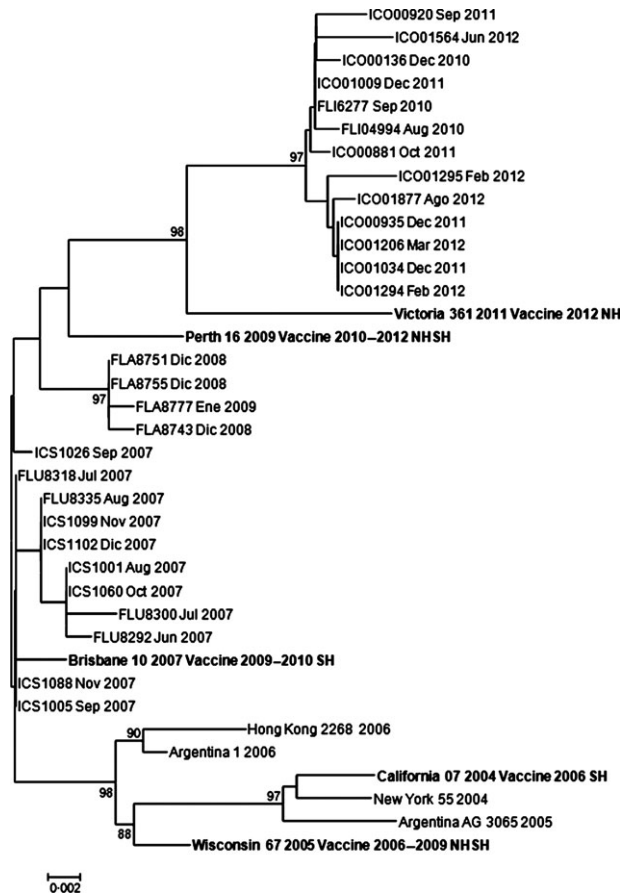 ICO00920 Sep 2011
ICO01564 Jun 2012
ICO00136 Dec 2010
ICO01009 Dec 2011
FLI6277 Sep 2010
FLI04994 Aug 2010
ICO00881 Oct 2011
97
ICO01295 Feb 2012
ICO01877 Ago 2012
ICO00935 Dec 2011
98
ICO01206 Mar 2012
ICO01034 Dec 2011
ICO01294 Feb 2012
Victoria 361 2011 Vaccine 2012 NH
Perth 16 2009 Vaccine 2010–2012 NHSH
FLA8751 Dic 2008
FLA8755 Dic 2008
97
FLA8777 Ene 2009
FLA8743 Dic 2008
ICS1026 Sep 2007
FLU8318 Jul 2007
FLU8335 Aug 2007
ICS1099 Nov 2007
ICS1102 Dic 2007
ICS1001 Aug 2007
ICS1060 Oct 2007
FLU8300 Jul 2007
FLU8292 Jun 2007
Brisbane 10 2007 Vaccine 2009–2010 SH
ICS1088 Nov 2007
ICS1005 Sep 2007
Hong Kong 2268 2006
90
Argentina 1 2006
California 07 2004 Vaccine 2006 SH
98
97
New York 55 2004
Argentina AG 3065 2005
88
Wisconsin 67 2005 Vaccine 2006–2009 NHSH
0·002